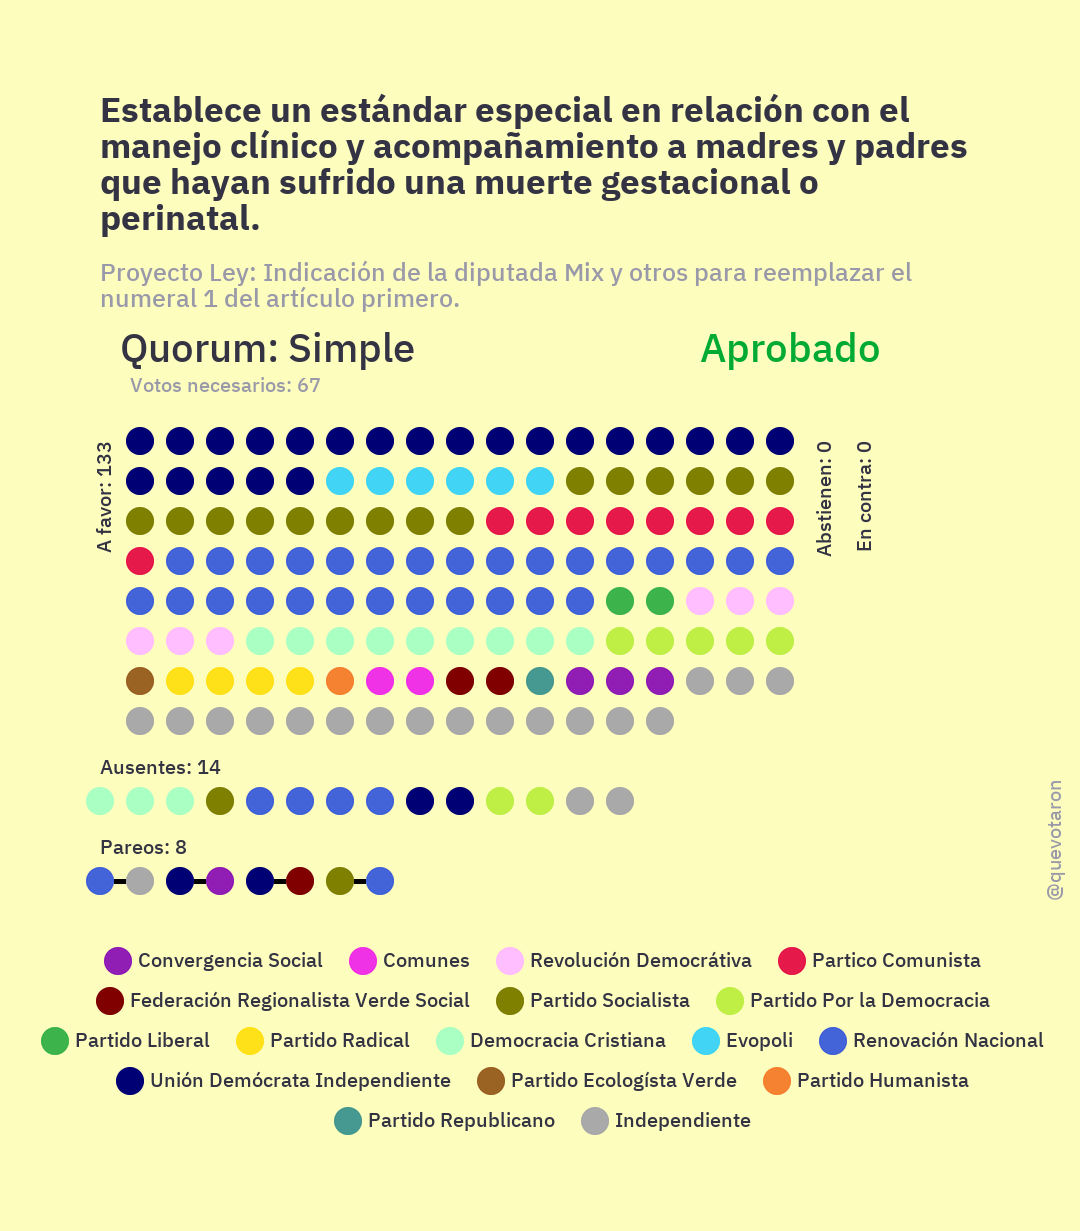 Establece un estándar especial en relación con el
manejo clínico y acompañamiento a madres y padres
que hayan sufrido una muerte gestacional o
perinatal.
Proyecto Ley: Indicación de la diputada Mix y otros para reemplazar el
numeral 1 del artículo primero.
Quorum: Simple
Aprobado
Votos necesarios: 67
A favor: 133
Abstienen: 0
En contra: 0
Ausentes: 14
Pareos: 8
@quevotaron
Convergencia Social
Comunes
Revolución Democrátiva
Partico Comunista
Federación Regionalista Verde Social
Partido Socialista
Partido Por la Democracia
Partido Liberal
Partido Radical
Democracia Cristiana
Evopoli
Renovación Nacional
Unión Demócrata Independiente
Partido Ecologísta Verde
Partido Humanista
Partido Republicano
Independiente